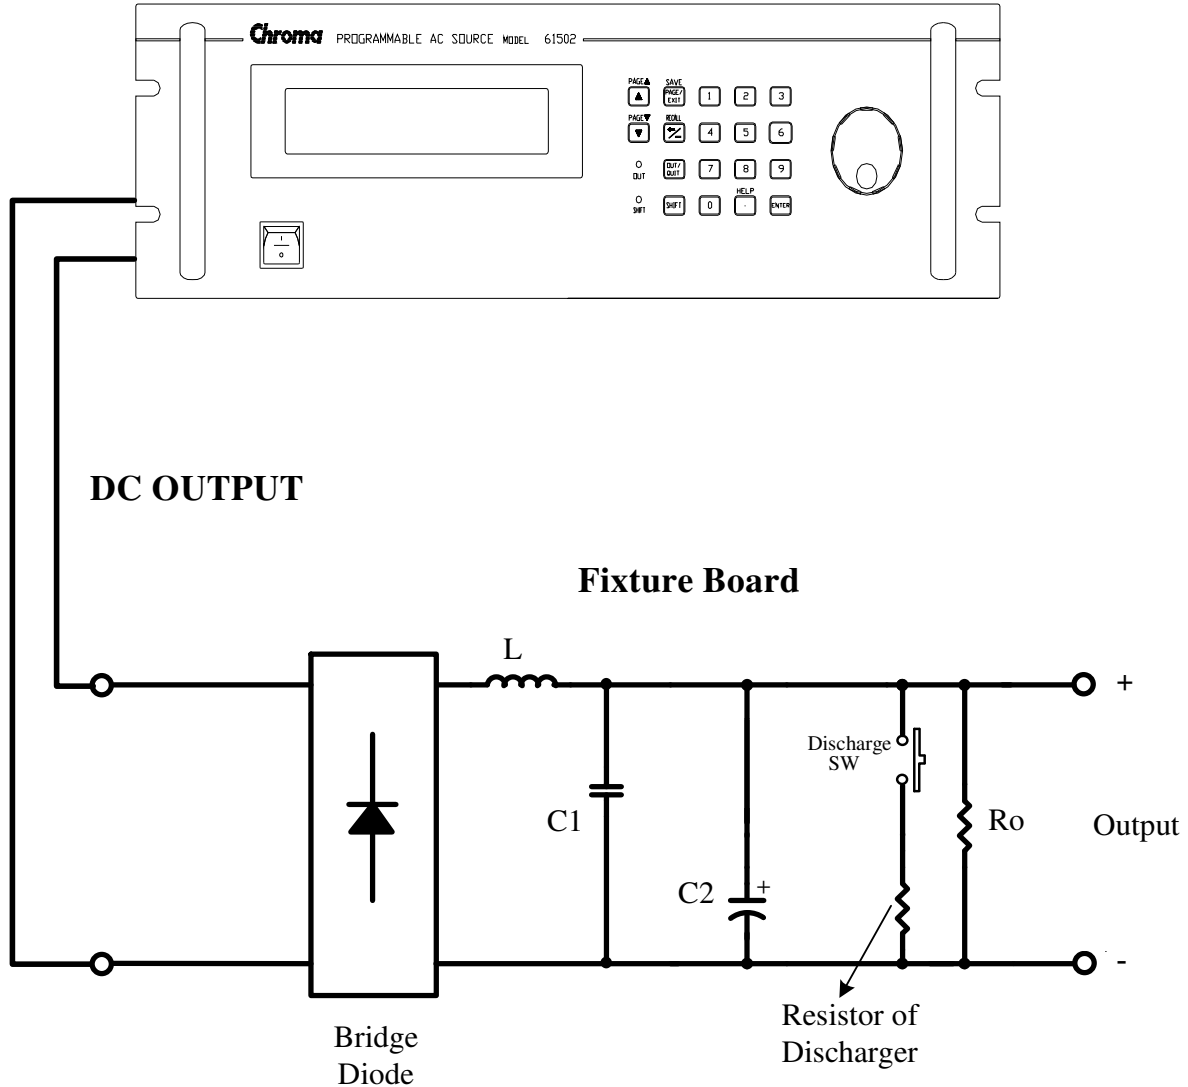 Chroma PROGRAMMABLE AC SOURCE MODEL 61502
PAGE▲ SAVE
▲ PAGE/EXIT 1 2 3
PAGE▼ RECALL
▼ +/- 4 5 6
OUT OUT/QUIT 7 8 9
HELP
SHIFT SHIFT 0 . ENTER
I
0
DC OUTPUT
Fixture Board
L
+
Discharge
SW
C1
Ro
Output
C2
+
-
Resistor of
Discharger
Bridge
Diode